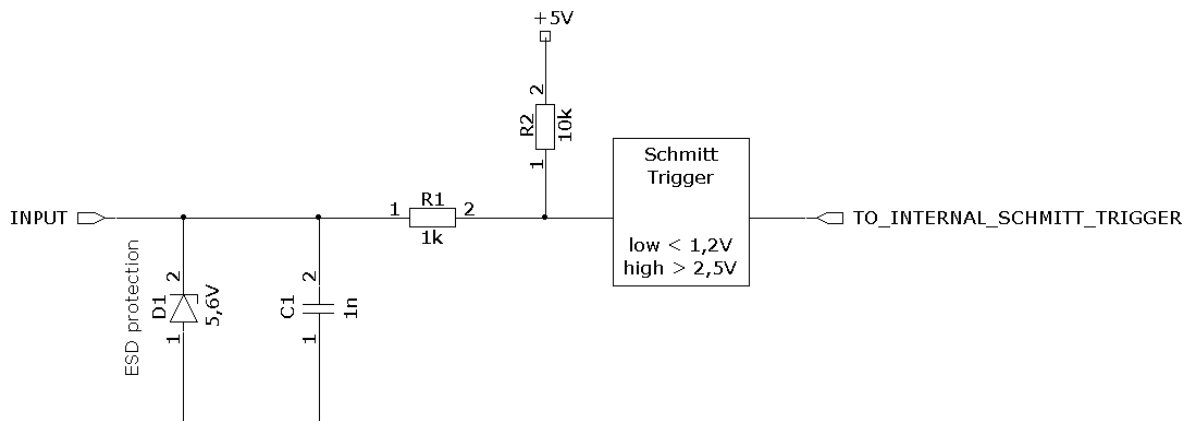 +5V
2
R2
10k
1
Schmitt
Trigger
low < 1,2V
high > 2,5V
INPUT
1
R1
2
1k
TO_INTERNAL_SCHMITT_TRIGGER
ESD protection
2
D1
5,6V
1
2
C1
1n
1